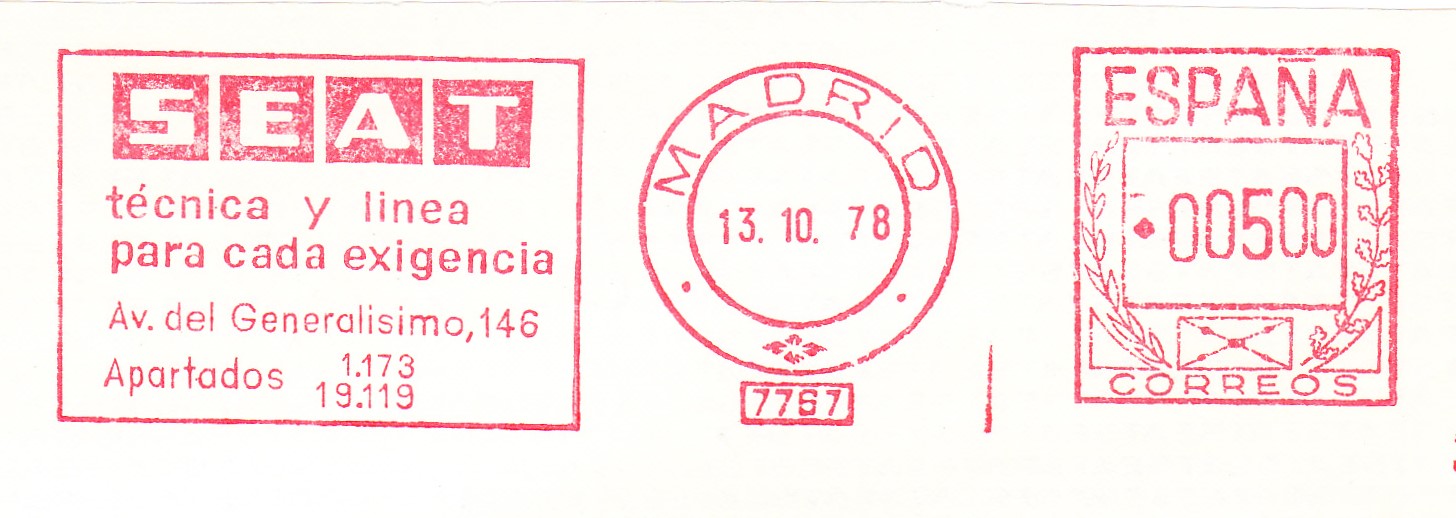 SEAT
técnica y linea
para cada exigencia
Av. del Generalisimo, 146
Apartados 1.173
19.119
MADRID
13. 10. 78
7767
ESPAÑA
00500
CORREOS